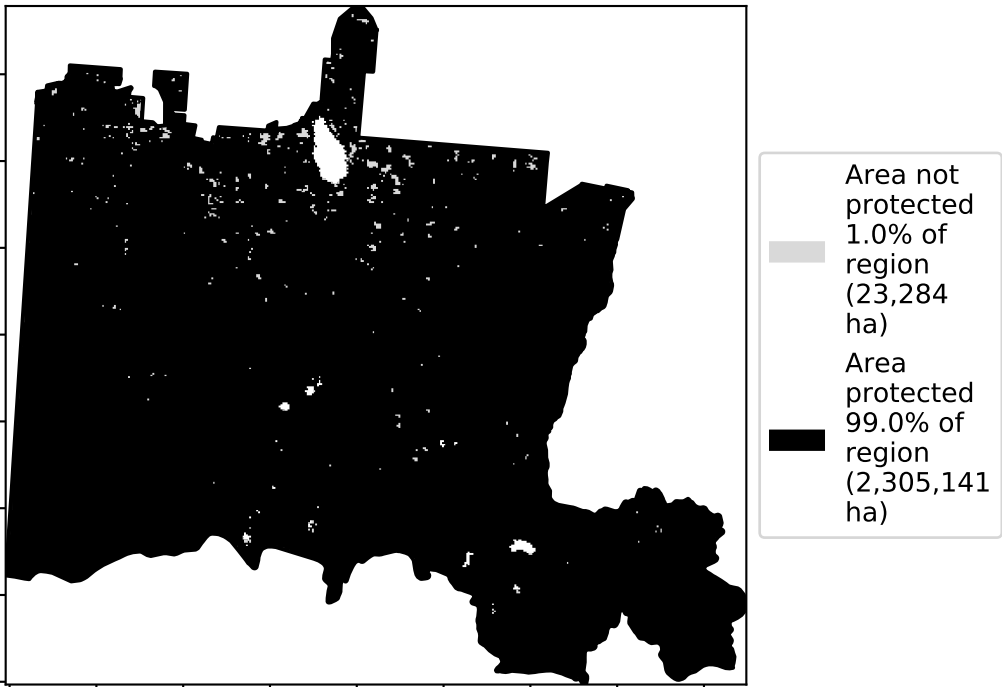 Area not
protected
1.0% of
region
(23,284
ha)
Area
protected
99.0% of
region
(2,305,141
ha)